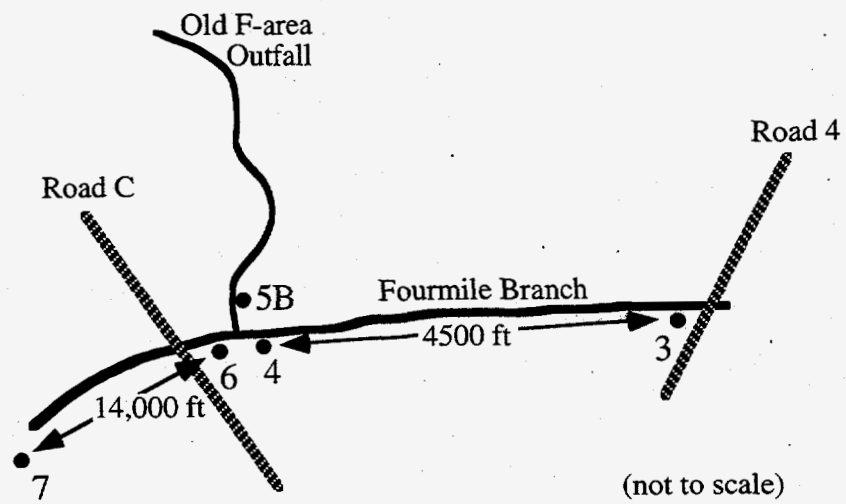 Old F-area
Outfall
Road 4
Road C
5B
Fourmile Branch
4500 ft
3
6
4
14,000 ft
7
(not to scale)